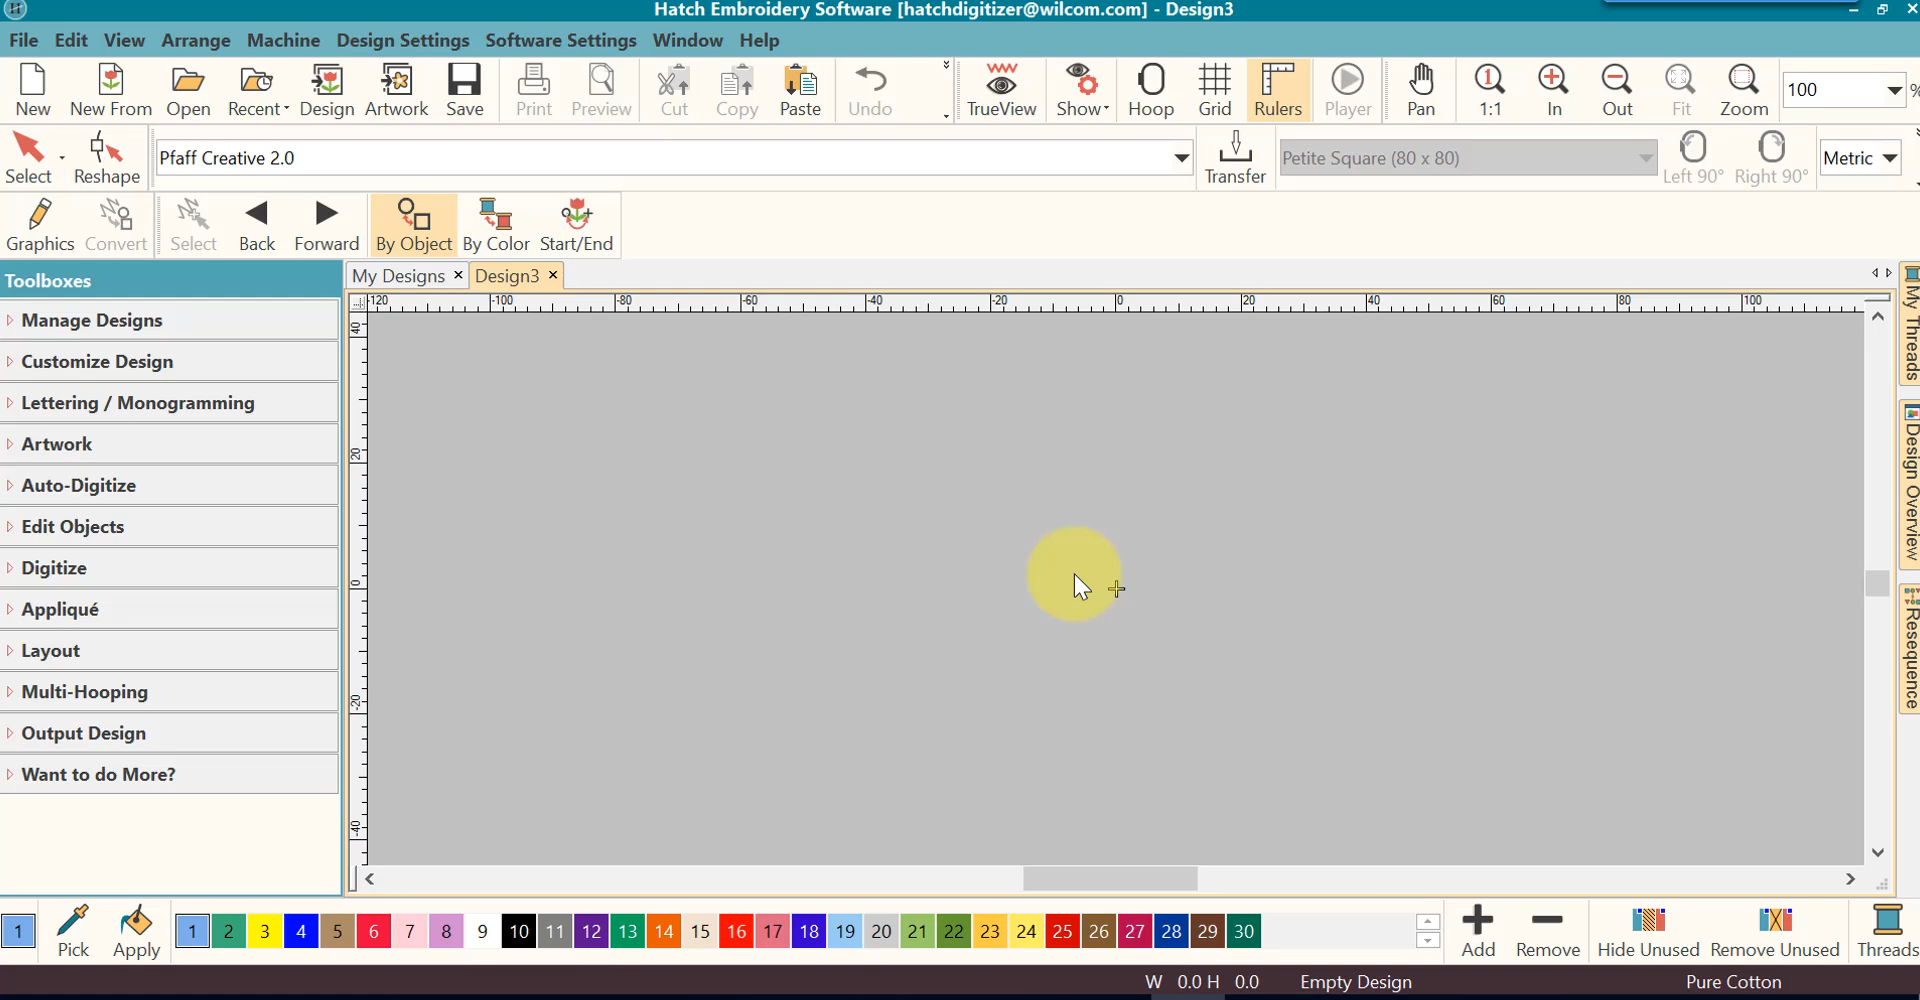 Hatch Embroidery Software [hatchdigitizer@wilcom.com] - Design3
File Edit View Arrange Machine Design Settings Software Settings Window Help
New New From Open Recent Design Artwork Save Print Preview Cut Copy Paste Undo TrueView Show Hoop Grid Rulers Player Pan 1:1 In Out Fit Zoom 100 %
Select Reshape Pfaff Creative 2.0 Transfer Petite Square (80 x 80) Left 90° Right 90° Metric
Graphics Convert Select Back Forward By Object By Color Start/End
Toolboxes
My Designs × Design3 ×
-120 -100 -80 -60 -40 -20 0 20 40 60 80 100
40
20
0
-20
-40
Manage Designs
Customize Design
Lettering / Monogramming
Artwork
Auto-Digitize
Edit Objects
Digitize
Appliqué
Layout
Multi-Hooping
Output Design
Want to do More?
My Threads
Design Overview
Resequence
1 Pick Apply 1 2 3 4 5 6 7 8 9 10 11 12 13 14 15 16 17 18 19 20 21 22 23 24 25 26 27 28 29 30 Add Remove Hide Unused Remove Unused Threads
W 0.0 H 0.0 Empty Design Pure Cotton